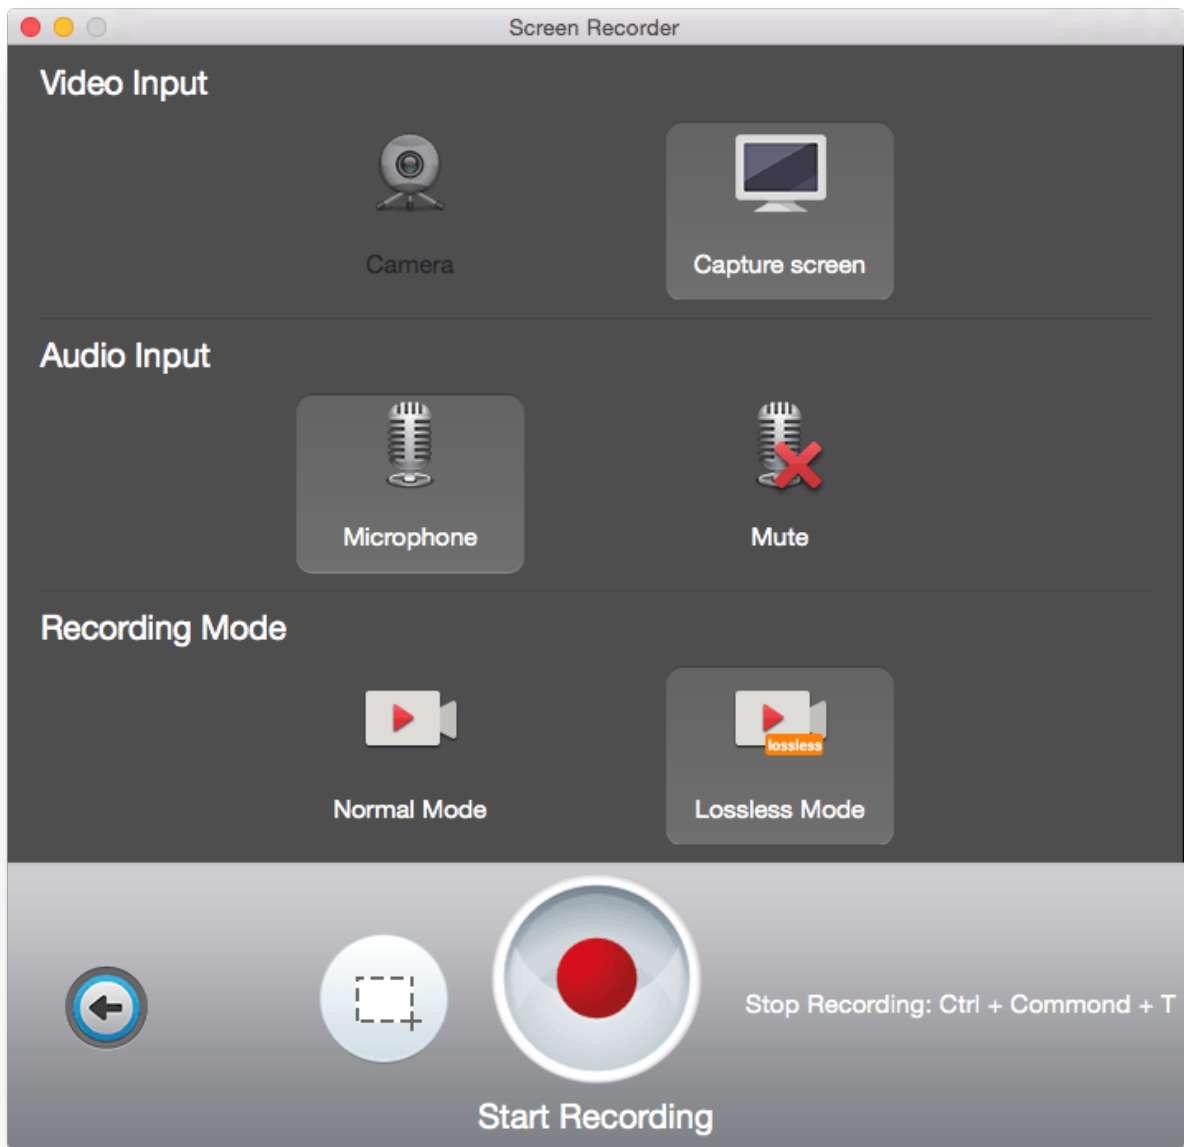 Screen Recorder
Video Input
Camera
Capture screen
Audio Input
Microphone
Mute
Recording Mode
lossless
Normal Mode
Lossless Mode
Stop Recording: Ctrl + Commond + T
Start Recording